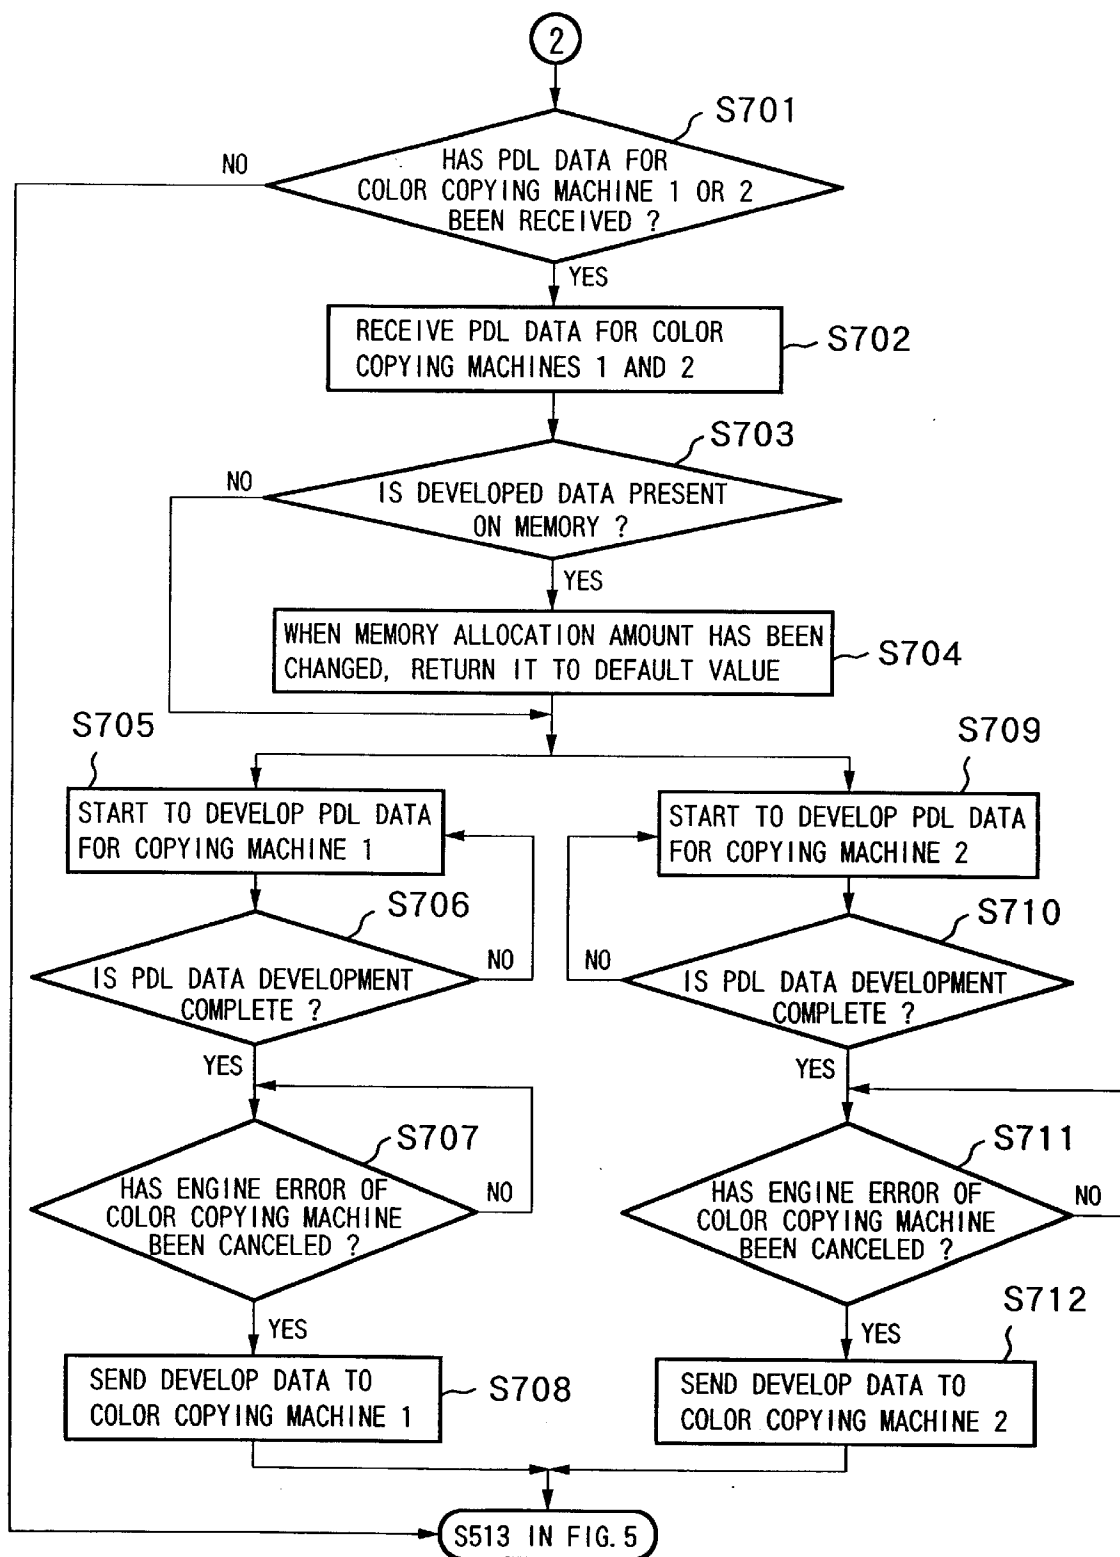 2
S701
NO
HAS PDL DATA FOR
COLOR COPYING MACHINE 1 OR 2
BEEN RECEIVED ?
YES
RECEIVE PDL DATA FOR COLOR
COPYING MACHINES 1 AND 2
S702
S703
NO
IS DEVELOPED DATA PRESENT
ON MEMORY ?
YES
WHEN MEMORY ALLOCATION AMOUNT HAS BEEN
CHANGED, RETURN IT TO DEFAULT VALUE
S704
S705
START TO DEVELOP PDL DATA
FOR COPYING MACHINE 1
S706
IS PDL DATA DEVELOPMENT
COMPLETE ?
NO
YES
S707
HAS ENGINE ERROR OF
COLOR COPYING MACHINE
BEEN CANCELED ?
NO
YES
SEND DEVELOP DATA TO
COLOR COPYING MACHINE 1
S708
S709
START TO DEVELOP PDL DATA
FOR COPYING MACHINE 2
S710
NO
IS PDL DATA DEVELOPMENT
COMPLETE ?
YES
S711
HAS ENGINE ERROR OF
COLOR COPYING MACHINE
BEEN CANCELED ?
NO
YES
S712
SEND DEVELOP DATA TO
COLOR COPYING MACHINE 2
S513 IN FIG. 5